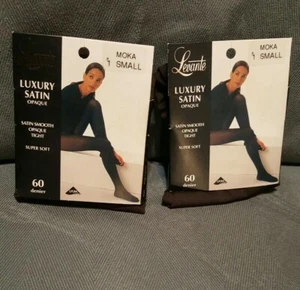 MOKA
SMALL
LUXURY
SATIN
OPAQUE
SATIN SMOOTH
OPAQUE
TIGHT
SUPER SOFT
60
denier
Levante
MOKA
SMALL
LUXURY
SATIN
OPAQUE
SATIN SMOOTH
OPAQUE
TIGHT
SUPER SOFT
60
denier